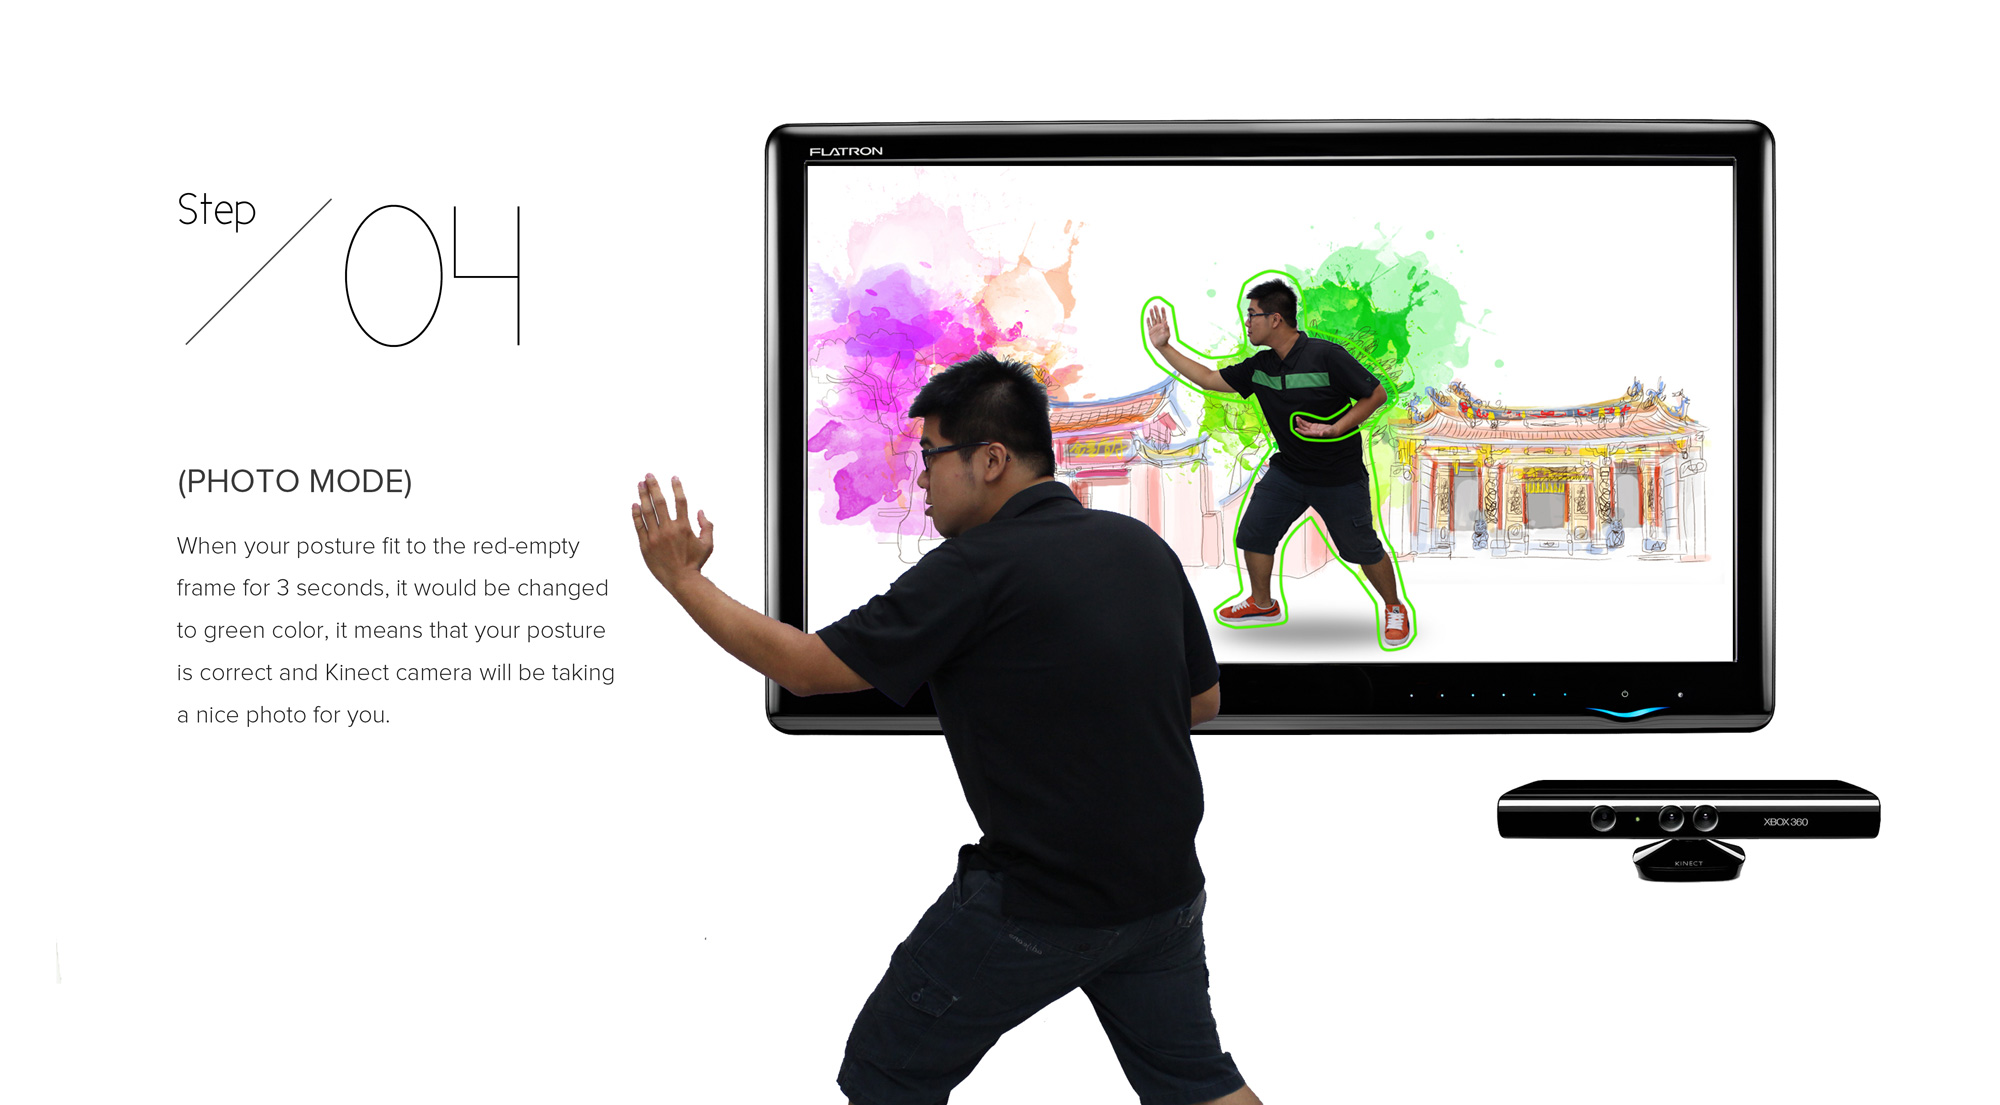 Step
04
(PHOTO MODE)
When your posture fit to the red-empty
frame for 3 seconds, it would be changed
to green color, it means that your posture
is correct and Kinect camera will be taking
a nice photo for you.
FLATRON
XBOX 360
KINECT